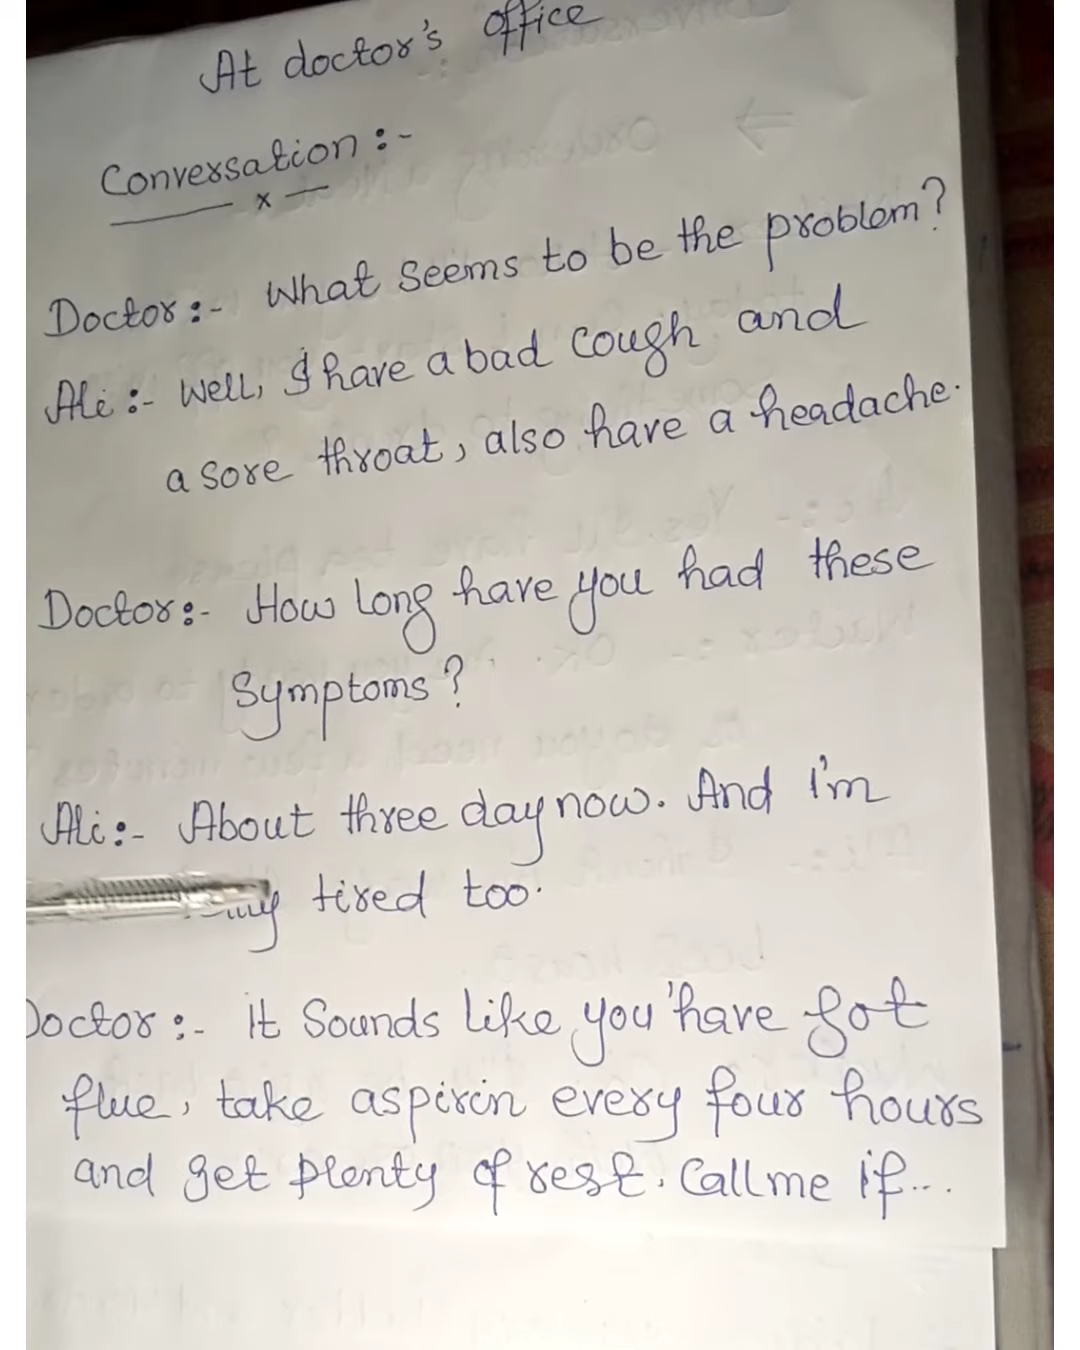 At doctor's office
Conversation :-
Doctor :- What seems to be the problem?
Ali :- Well, I have a bad cough and
a sore throat, also have a headache.
Doctor :- How long have you had these
symptoms?
Ali :- About three day now. And I'm
tired too.
Doctor :- it Sounds like you'have got
flue, take aspirin every four hours
and get plenty of rest. Call me if...